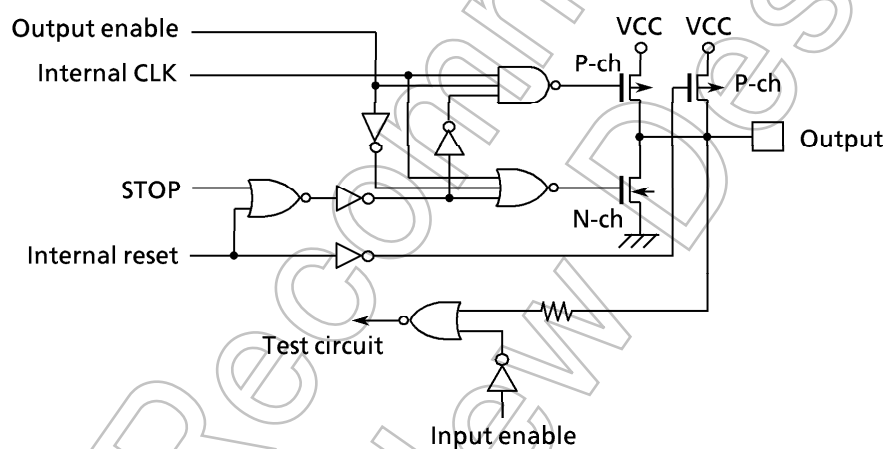 Output enable
VCC VCC
Internal CLK
P-ch
P-ch
Output
STOP
N-ch
Internal reset
Test circuit
Input enable